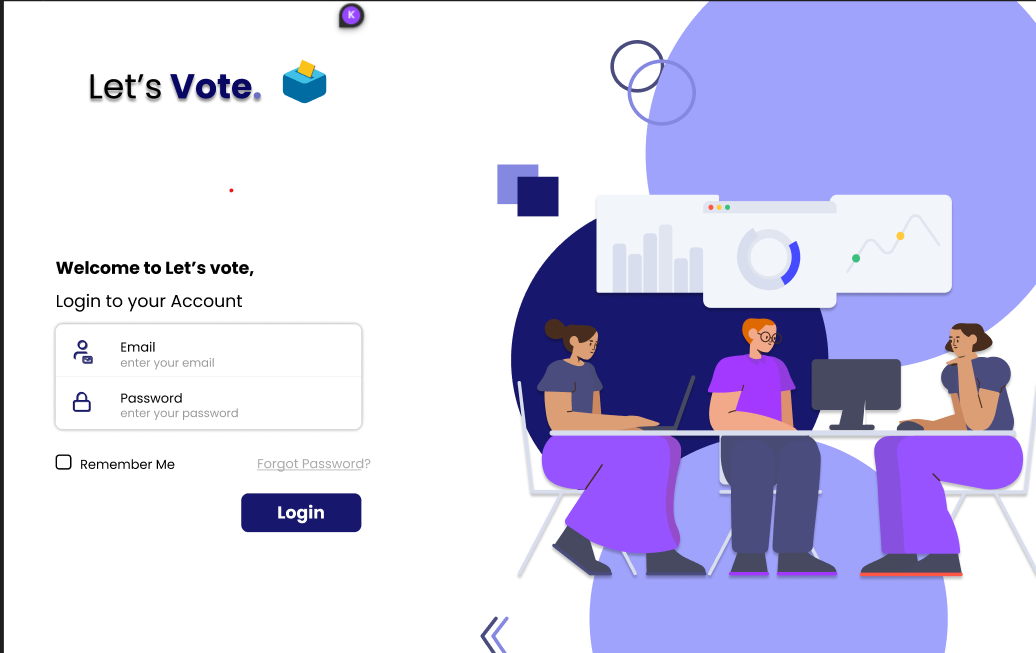 K
Let’s Vote.
Welcome to Let’s vote,
Login to your Account
Email
enter your email
Password
enter your password
Remember Me
Forgot Password?
Login